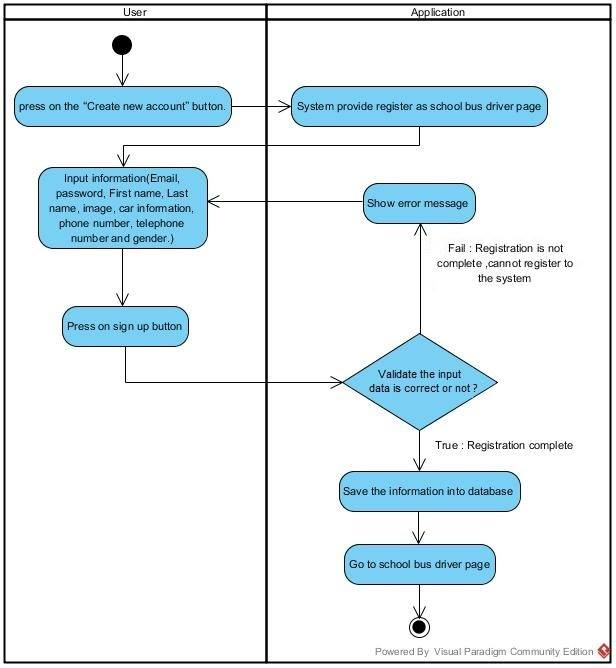 User
Application
press on the “Create new account” button.
System provide register as school bus driver page
Input information(Email,
password, First name, Last
name, image, car information,
phone number, telephone
number and gender.)
Show error message
Fail : Registration is not
complete ,cannot register to
the system
Press on sign up button
Validate the input
data is correct or not ?
True : Registration complete
Save the information into database
Go to school bus driver page
Powered By Visual Paradigm Community Edition